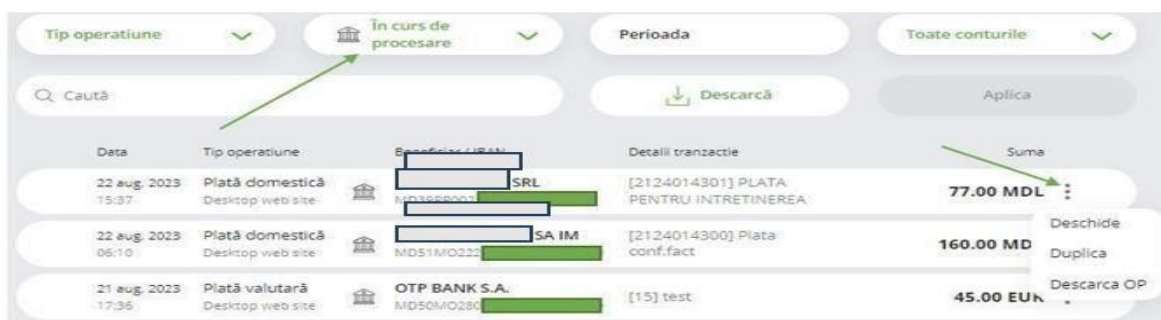 Tip operatiune
În curs de
procesare
Perioada
Toate conturile
Caută
Descarcă
Aplica
Data Tip operatiune Beneficiar / IBAN Detalii tranzactie Suma
22 aug. 2023 Plată domestică SRL [2124014301] PLATA 77.00 MDL
15:37 Desktop web site PENTRU INTRETINEREA
Deschide
22 aug. 2023 Plată domestică SA IM [2124014300] Plata 160.00 MD
06:10 Desktop web site MD51MO222 conf.fact
Duplica
21 aug. 2023 Plată valutară OTP BANK S.A. [15] test 45.00 EUR
17:36 Desktop web site MD50MO280
Descarca OP